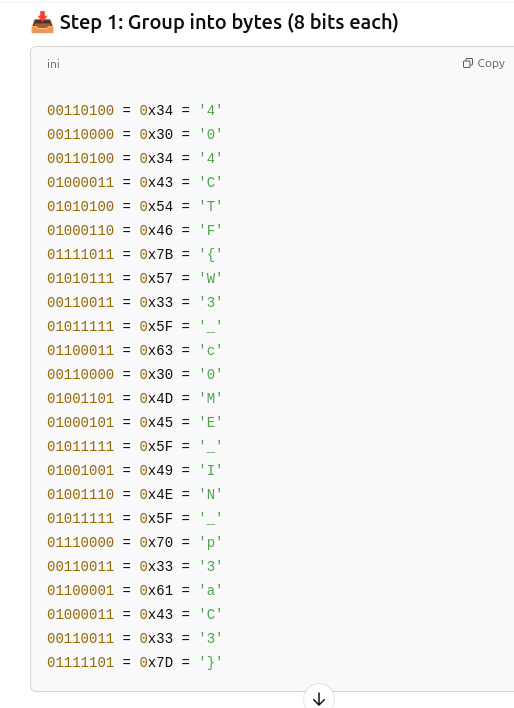 📥 Step 1: Group into bytes (8 bits each)
ini
Copy
00110100 = 0x34 = '4'
00110000 = 0x30 = '0'
00110100 = 0x34 = '4'
01000011 = 0x43 = 'C'
01010100 = 0x54 = 'T'
01000110 = 0x46 = 'F'
01111011 = 0x7B = '{'
01010111 = 0x57 = 'W'
00110011 = 0x33 = '3'
01011111 = 0x5F = '_'
01100011 = 0x63 = 'c'
00110000 = 0x30 = '0'
01001101 = 0x4D = 'M'
01000101 = 0x45 = 'E'
01011111 = 0x5F = '_'
01001001 = 0x49 = 'I'
01001110 = 0x4E = 'N'
01011111 = 0x5F = '_'
01110000 = 0x70 = 'p'
00110011 = 0x33 = '3'
01100001 = 0x61 = 'a'
01000011 = 0x43 = 'C'
00110011 = 0x33 = '3'
01111101 = 0x7D = '}'